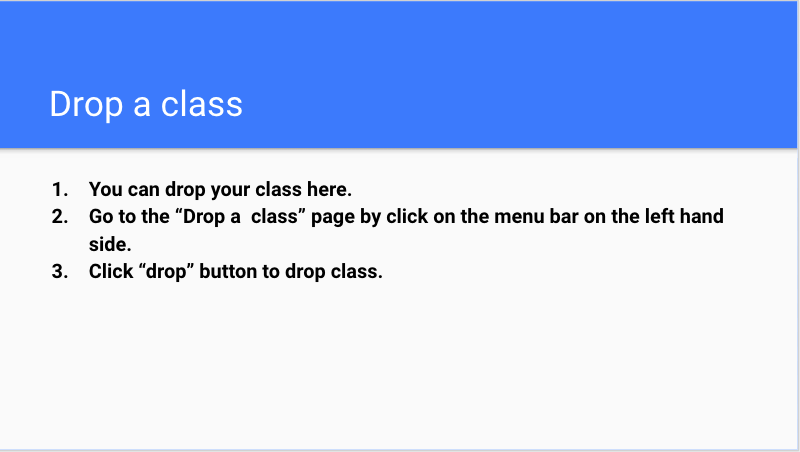 Drop a class
1. You can drop your class here.
2. Go to the “Drop a  class” page by click on the menu bar on the left hand
side.
3. Click “drop” button to drop class.